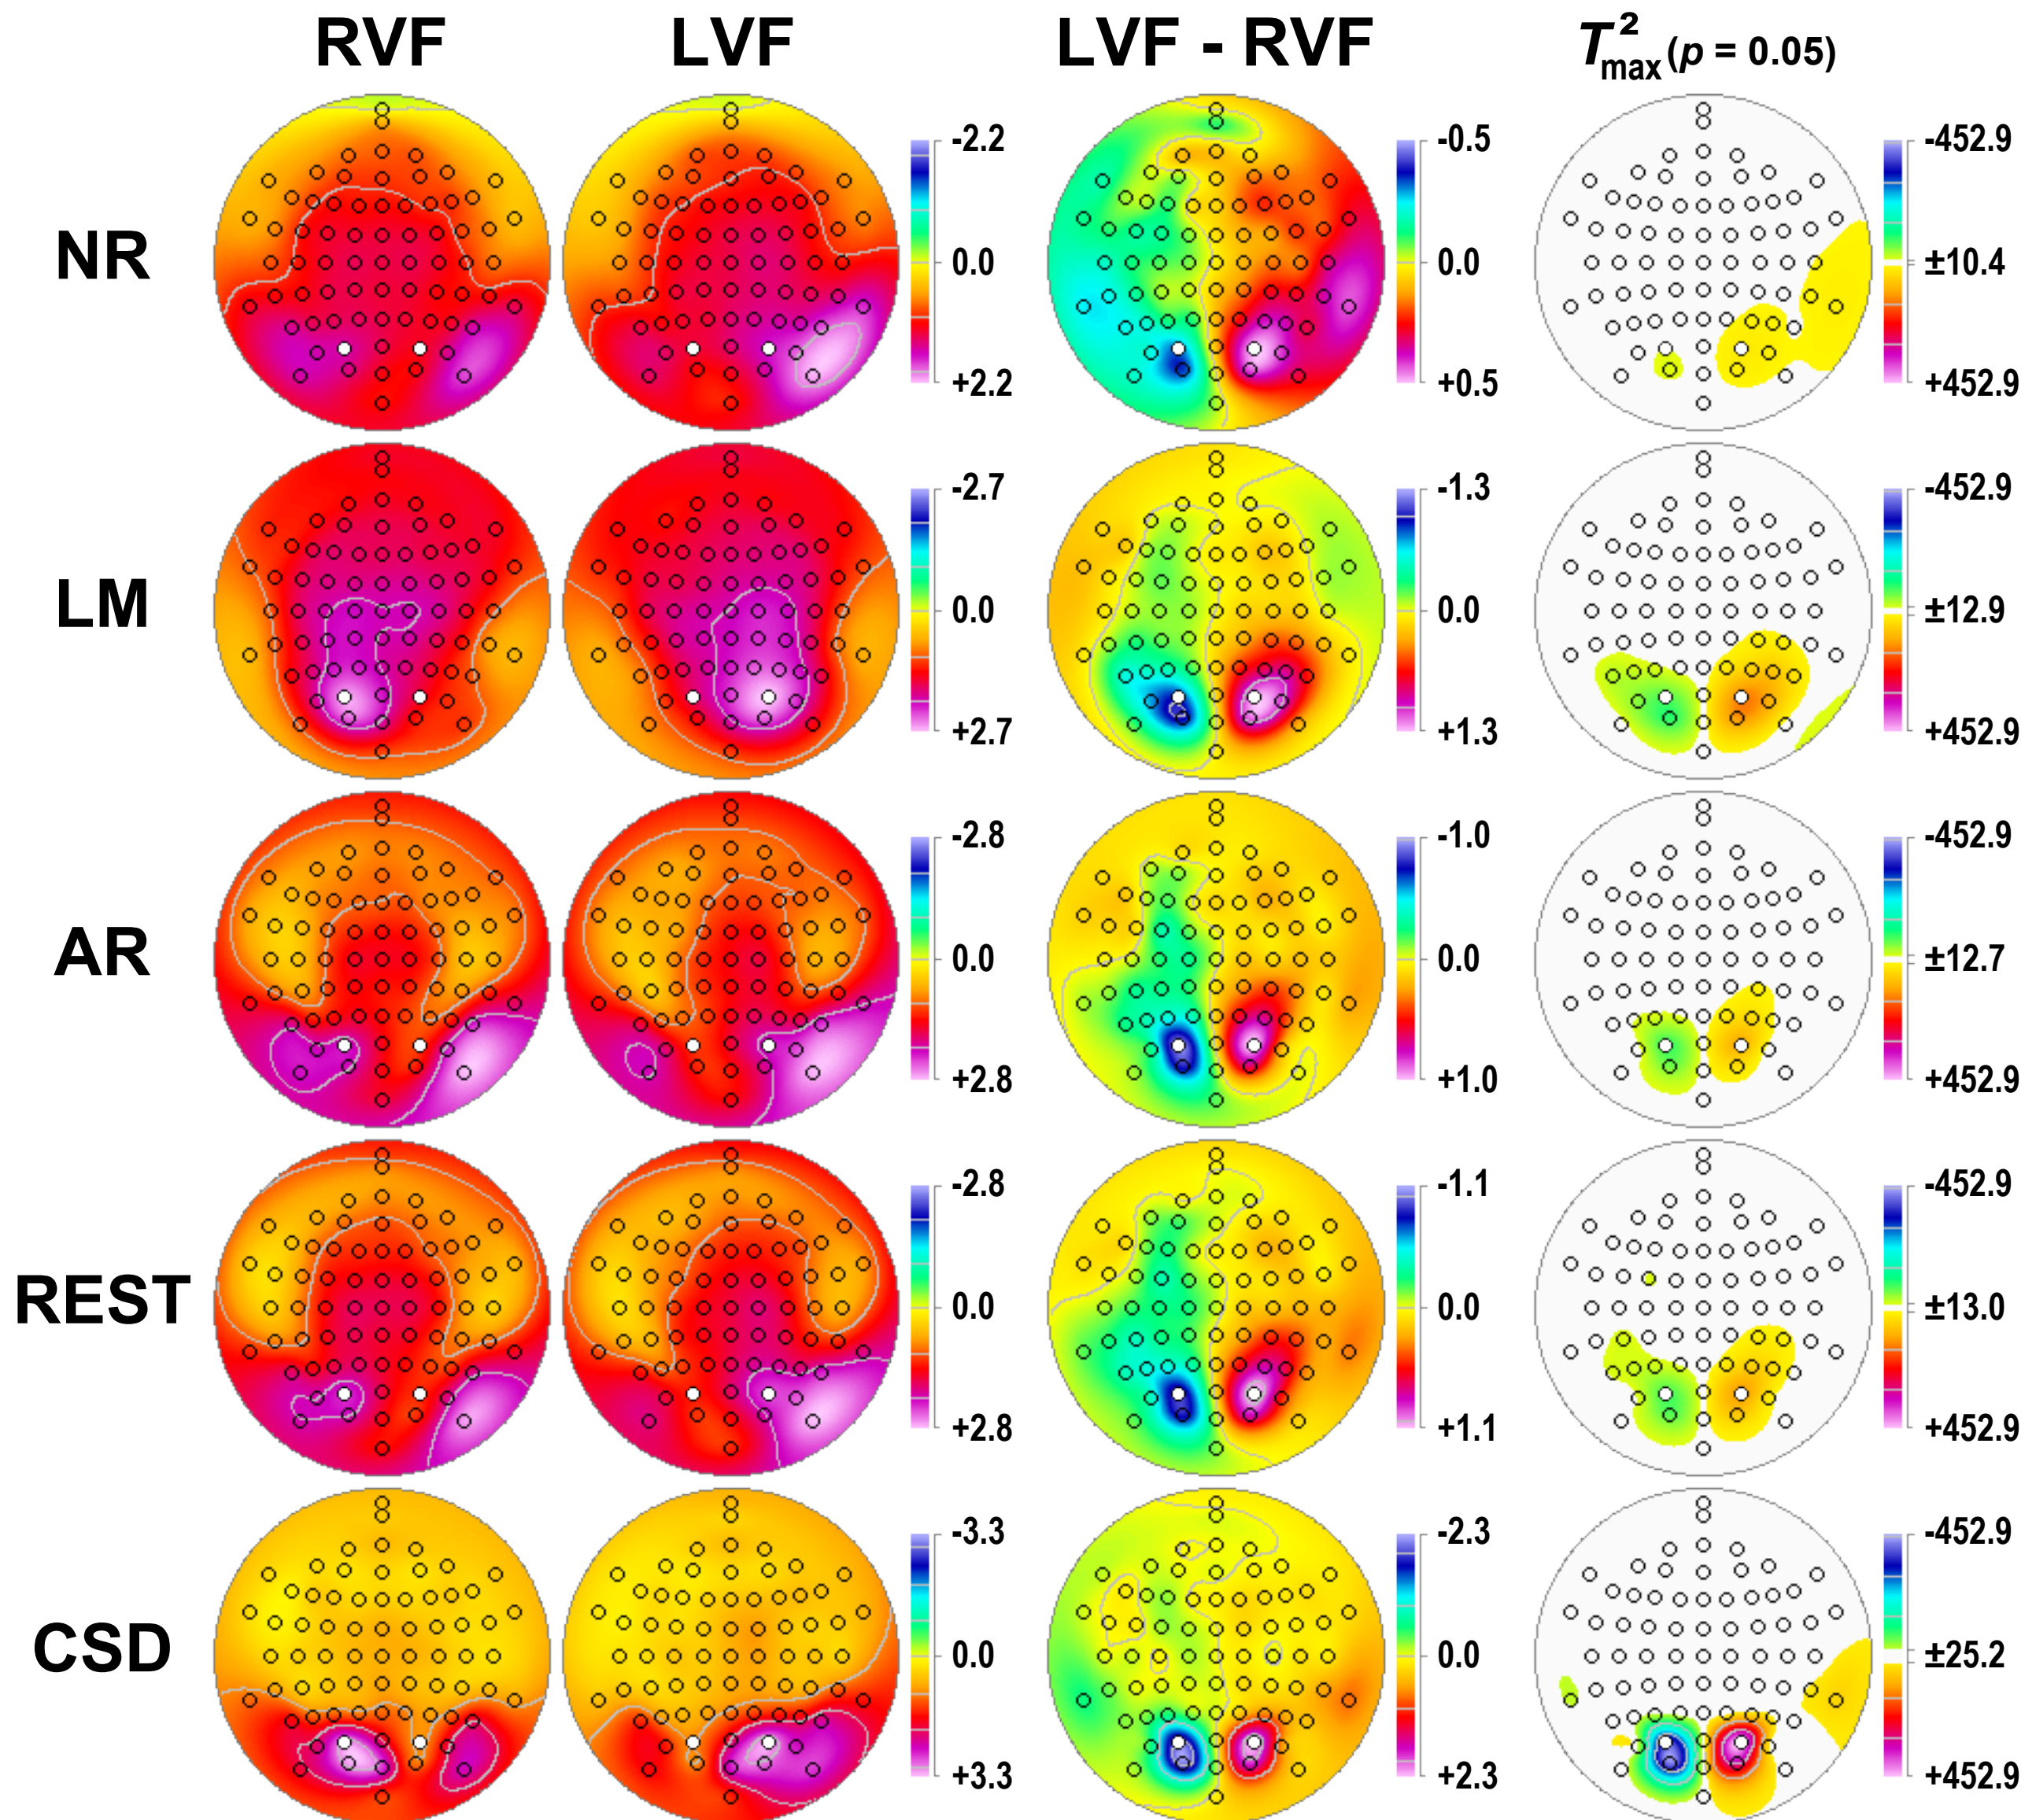 RVF LVF LVF - RVF T²max (p = 0.05)
NR
-2.2 -0.5 -452.9
0.0 0.0 ±10.4
+2.2 +0.5 +452.9
LM
-2.7 -1.3 -452.9
0.0 0.0 ±12.9
+2.7 +1.3 +452.9
AR
-2.8 -1.0 -452.9
0.0 0.0 ±12.7
+2.8 +1.0 +452.9
REST
-2.8 -1.1 -452.9
0.0 0.0 ±13.0
+2.8 +1.1 +452.9
CSD
-3.3 -2.3 -452.9
0.0 0.0 ±25.2
+3.3 +2.3 +452.9